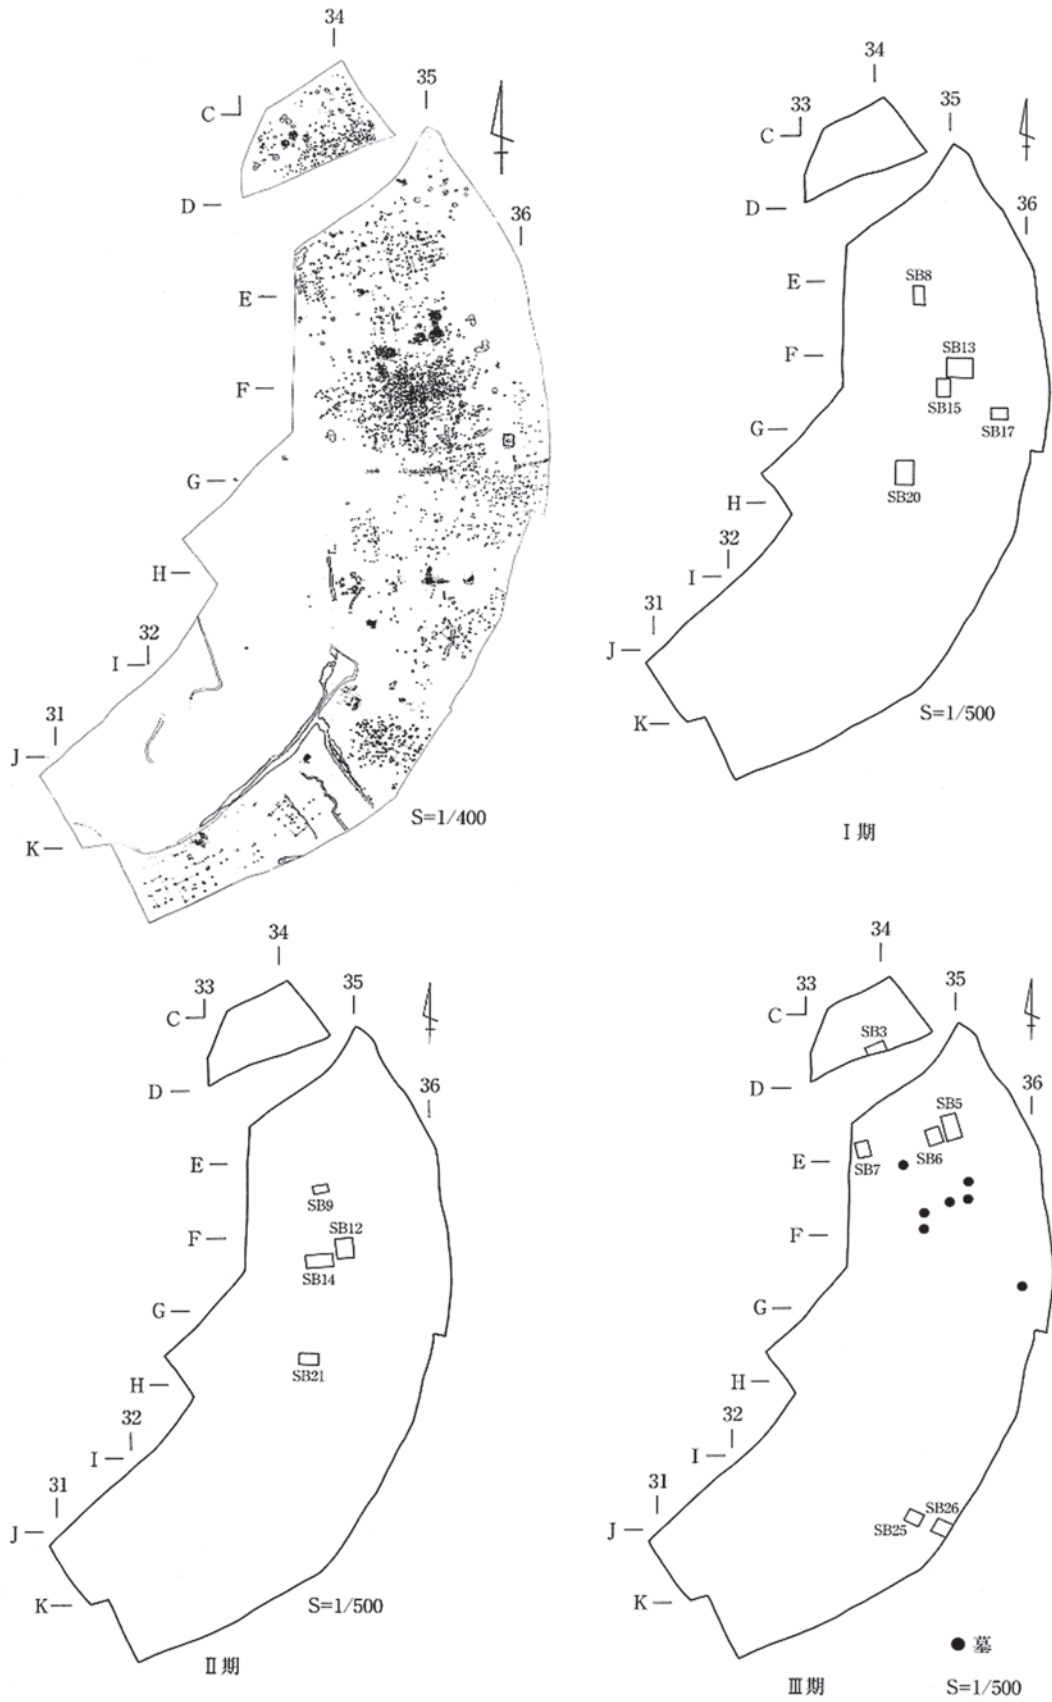 34
35
C
D
36
E
F
G
H
32
I
31
J
K
S=1/400
34
35
33
C
D
36
E
SB8
F
SB13
SB15
G
SB17
H
SB20
32
I
31
J
K
S=1/500
Ⅰ期
34
35
33
C
D
36
E
SB9
F
SB12
SB14
G
SB21
H
32
I
31
J
K
S=1/500
Ⅱ期
34
35
33
C
SB3
D
36
SB5
E
SB6
SB7
F
G
H
32
I
31
SB26
J
SB25
K
●墓
Ⅲ期
S=1/500